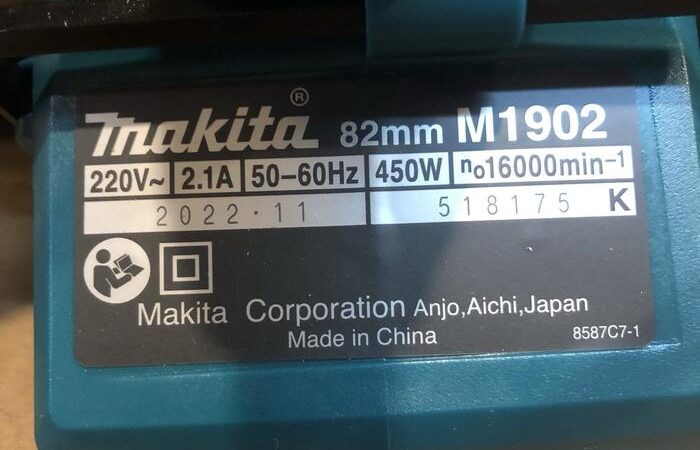 makita® 82mm M1902
220V~ 2.1A 50-60Hz 450W n₀16000min⁻¹
2022.11 518175 K
Makita Corporation Anjo,Aichi,Japan
Made in China 8587C7-1